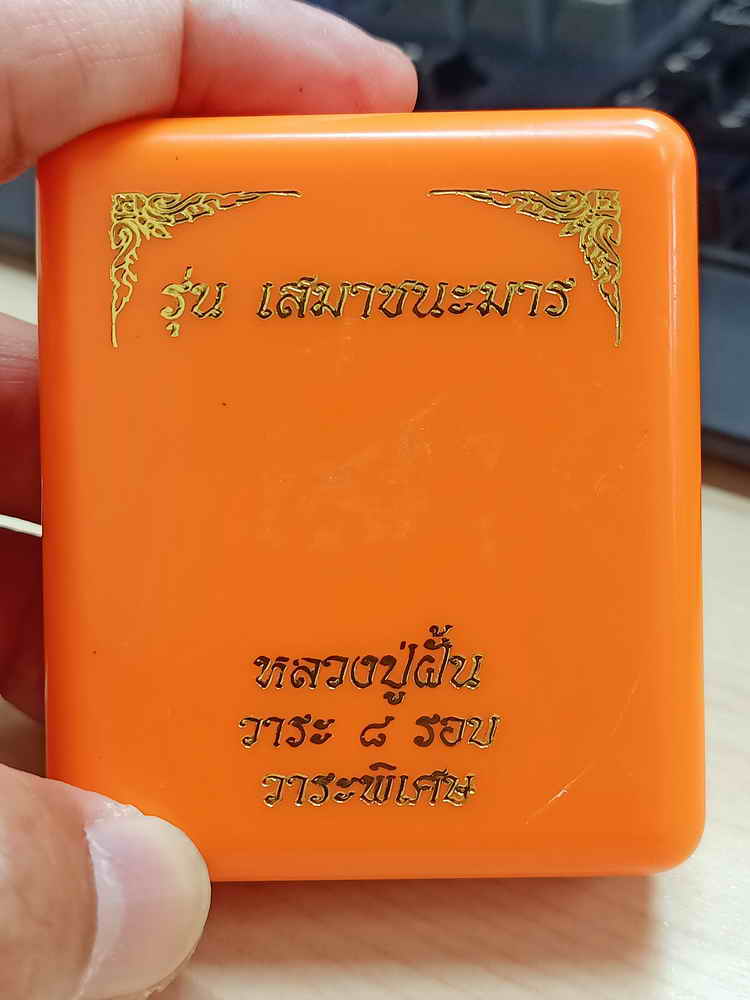 รุ่น เสมาชนะมาร
หลวงปู่ฝั้น
วาระ ๘ รอบ
วาระพิเศษ